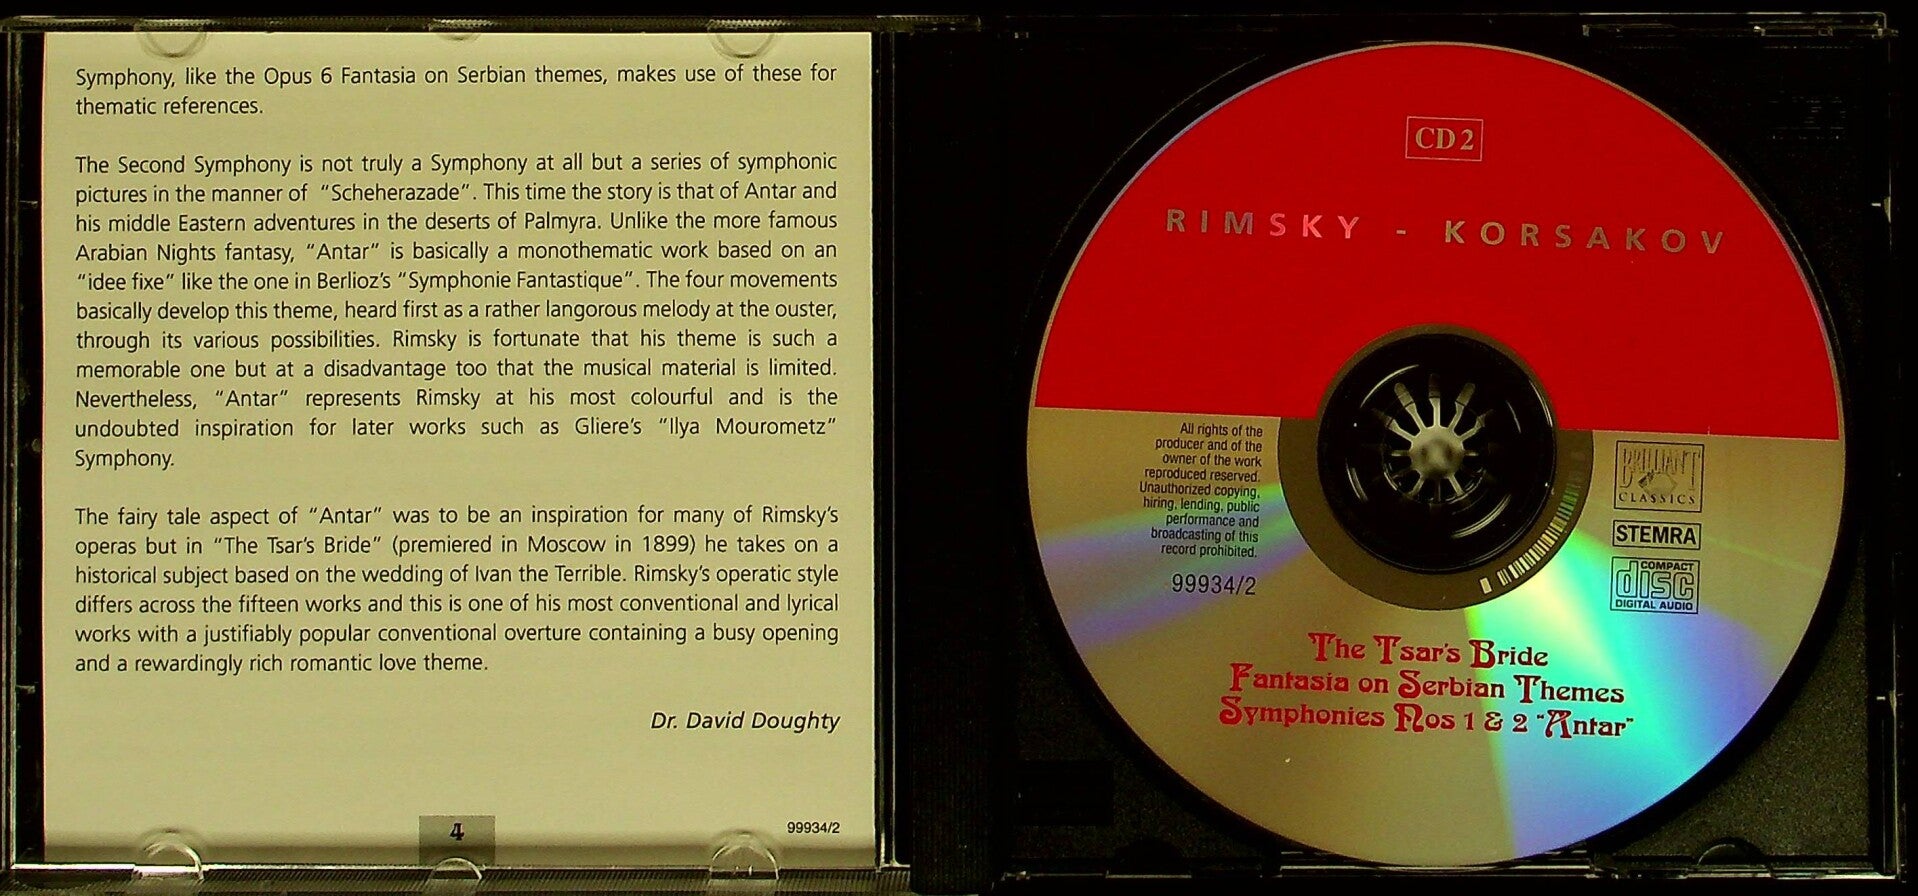 Symphony, like the Opus 6 Fantasia on Serbian themes, makes use of these for
thematic references.
The Second Symphony is not truly a Symphony at all but a series of symphonic
pictures in the manner of “Scheherazade”. This time the story is that of Antar and
his middle Eastern adventures in the deserts of Palmyra. Unlike the more famous
Arabian Nights fantasy, “Antar” is basically a monothematic work based on an
“idee fixe” like the one in Berlioz’s “Symphonie Fantastique”. The four movements
basically develop this theme, heard first as a rather langorous melody at the ouster,
through its various possibilities. Rimsky is fortunate that his theme is such a
memorable one but at a disadvantage too that the musical material is limited.
Nevertheless, “Antar” represents Rimsky at his most colourful and is the
undoubted inspiration for later works such as Gliere’s “Ilya Mourometz”
Symphony.
The fairy tale aspect of “Antar” was to be an inspiration for many of Rimsky’s
operas but in “The Tsar’s Bride” (premiered in Moscow in 1899) he takes on a
historical subject based on the wedding of Ivan the Terrible. Rimsky’s operatic style
differs across the fifteen works and this is one of his most conventional and lyrical
works with a justifiably popular conventional overture containing a busy opening
and a rewardingly rich romantic love theme.
Dr. David Doughty
4
99934/2
CD 2
RIMSKY - KORSAKOV
All rights of the
producer and of the
owner of the work
reproduced reserved.
Unauthorized copying,
hiring, lending, public
performance and
broadcasting of this
record prohibited.
99934/2
BRILLIANT
CLASSICS
STEMRA
COMPACT
disc
DIGITAL AUDIO
The Tsar's Bride
Fantasia on Serbian Themes
Symphonies Nos 1 & 2 "Antar"